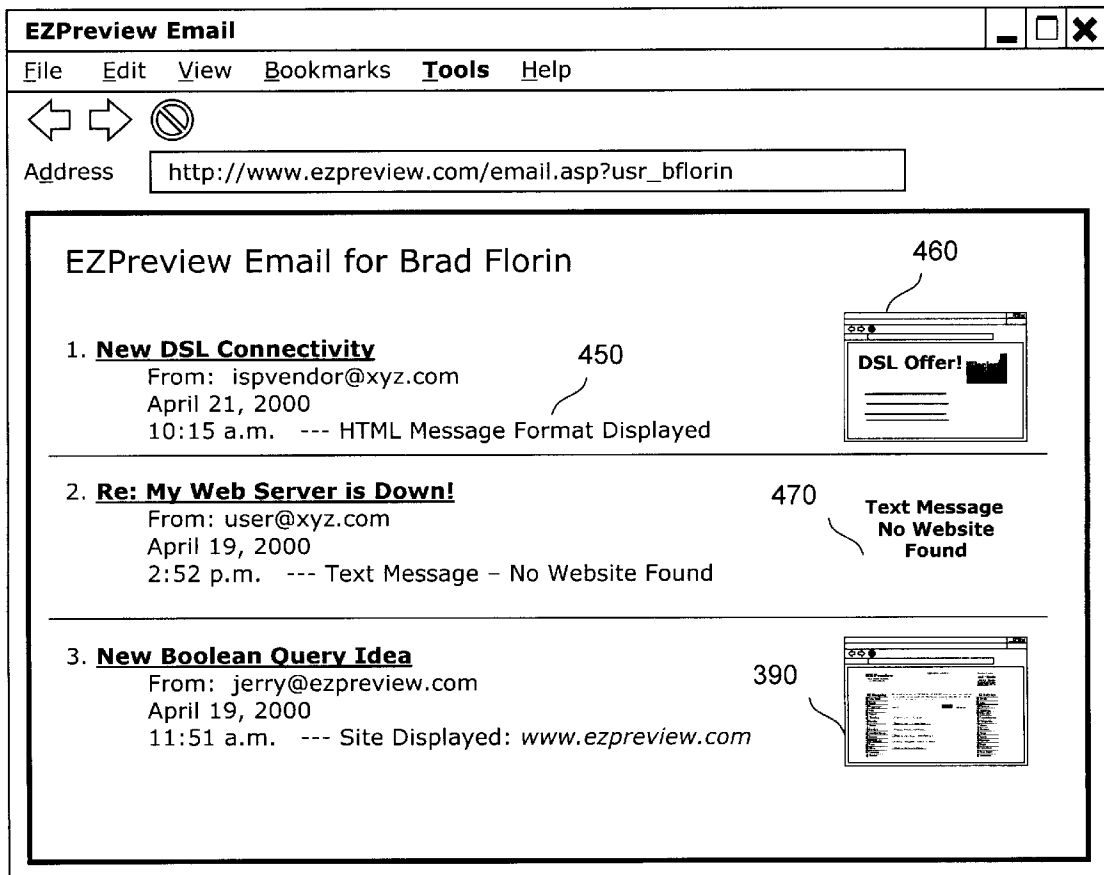 EZPreview Email
File Edit View Bookmarks Tools Help
Address http://www.ezpreview.com/email.asp?usr_bflorin
EZPreview Email for Brad Florin
460
1. New DSL Connectivity
450
From: ispvendor@xyz.com
April 21, 2000
10:15 a.m. --- HTML Message Format Displayed
DSL Offer!
2. Re: My Web Server is Down!
470
From: user@xyz.com
April 19, 2000
2:52 p.m. --- Text Message – No Website Found
Text Message
No Website
Found
3. New Boolean Query Idea
390
From: jerry@ezpreview.com
April 19, 2000
11:51 a.m. --- Site Displayed: www.ezpreview.com